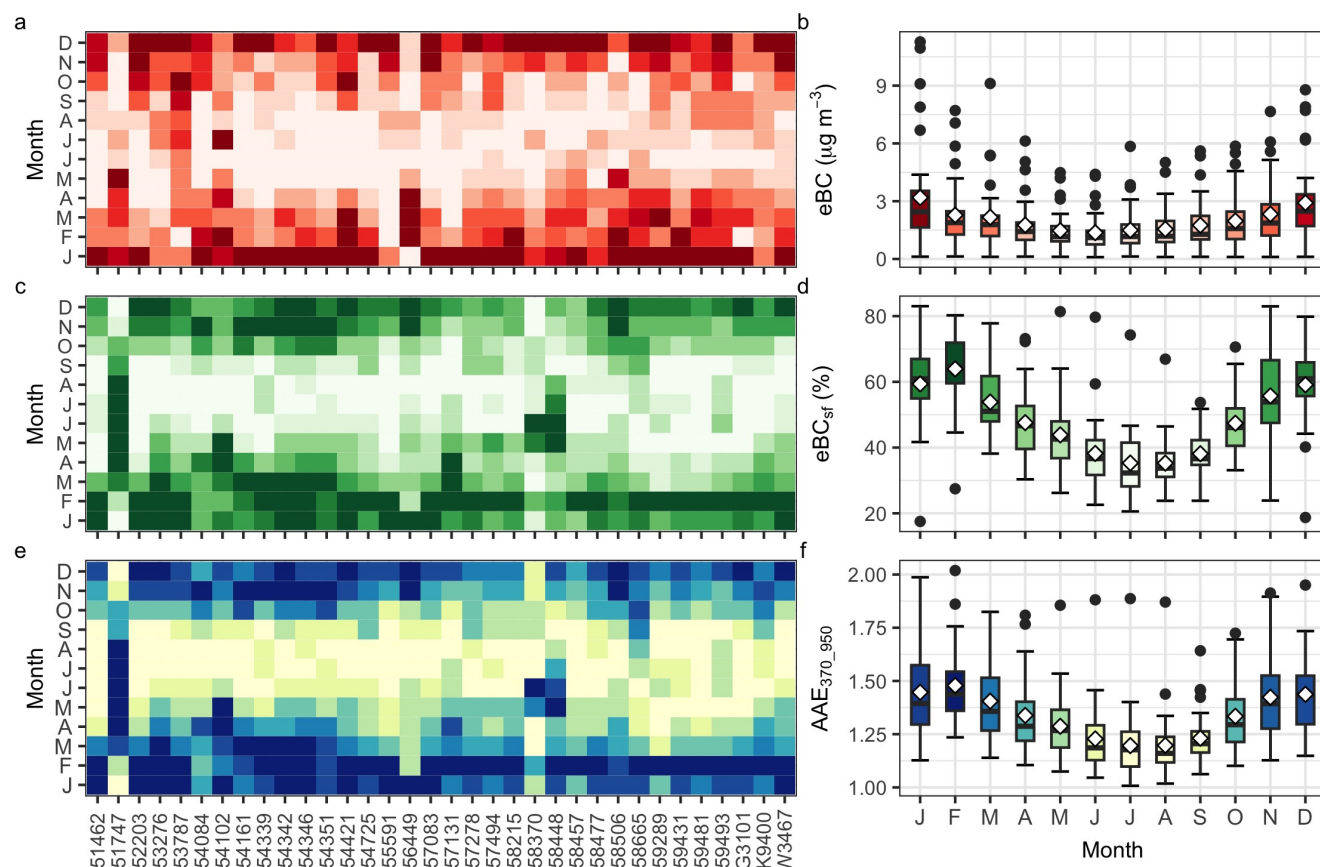 a
Month
D
N
O
S
A
J
J
M
A
M
F
J
b
eBC (μg m−3)
9
6
3
0
c
Month
D
N
O
S
A
J
J
M
A
M
F
J
d
eBCsf (%)
80
60
40
20
e
Month
D
N
O
S
A
J
J
M
A
M
F
J
51462
51747
52203
53276
53787
54084
54102
54161
54339
54342
54346
54351
54421
54725
55591
56449
57083
57131
57278
57494
58215
58370
58448
58457
58477
58506
58665
59289
59431
59481
59493
G3101
K9400
W3467
f
AAE370_950
2.00
1.75
1.50
1.25
1.00
J F M A M J J A S O N D
Month